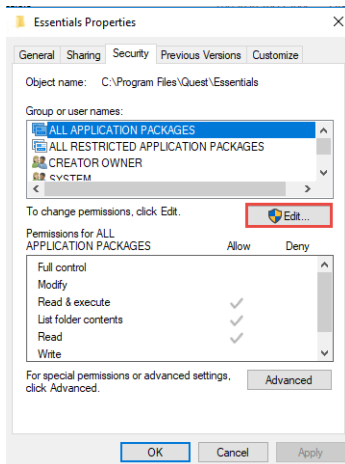 Essentials Properties
General Sharing Security Previous Versions Customize
Object name: C:\Program Files\Quest\Essentials
Group or user names:
ALL APPLICATION PACKAGES
ALL RESTRICTED APPLICATION PACKAGES
CREATOR OWNER
SYSTEM
To change permissions, click Edit.
Edit...
Permissions for ALL
APPLICATION PACKAGES Allow Deny
Full control
Modify
Read & execute
List folder contents
Read
Write
For special permissions or advanced settings,
click Advanced.
Advanced
OK Cancel Apply